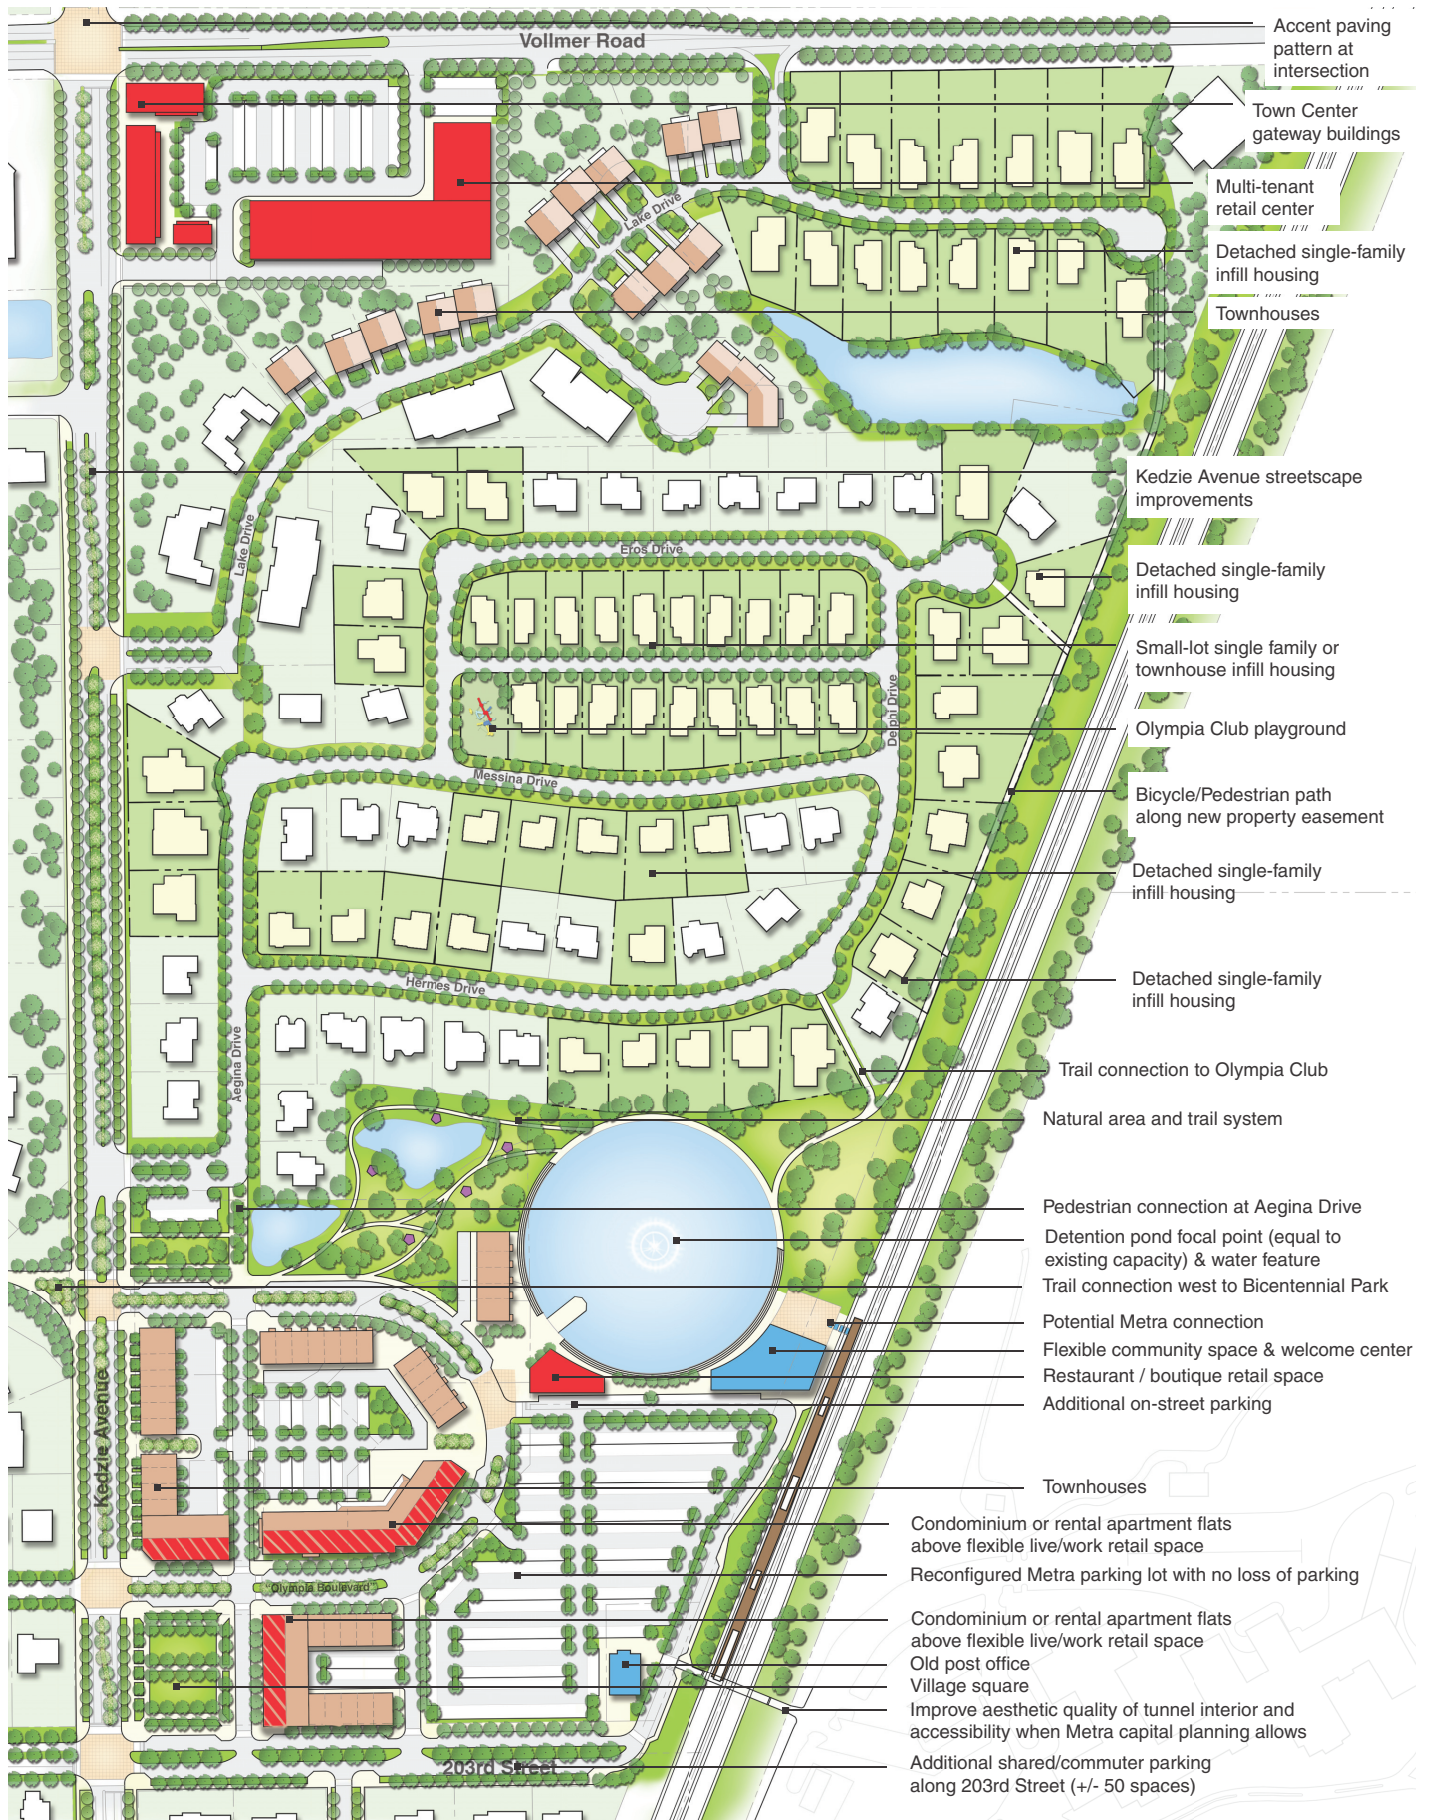 Vollmer Road
Accent paving
pattern at
intersection
Town Center
gateway buildings
Multi-tenant
retail center
Lake Drive
Detached single-family
infill housing
Townhouses
Kedzie Avenue streetscape
improvements
Lake Drive
Eros Drive
Detached single-family
infill housing
Small-lot single family or
townhouse infill housing
Delphi Drive
Olympia Club playground
Messina Drive
Bicycle/Pedestrian path
along new property easement
Detached single-family
infill housing
Hermes Drive
Detached single-family
infill housing
Aegina Drive
Trail connection to Olympia Club
Natural area and trail system
Pedestrian connection at Aegina Drive
Detention pond focal point (equal to
existing capacity) & water feature
Trail connection west to Bicentennial Park
Potential Metra connection
Flexible community space & welcome center
Restaurant / boutique retail space
Additional on-street parking
Kedzie Avenue
Townhouses
Condominium or rental apartment flats
above flexible live/work retail space
Reconfigured Metra parking lot with no loss of parking
"Olympia Boulevard"
Condominium or rental apartment flats
above flexible live/work retail space
Old post office
Village square
Improve aesthetic quality of tunnel interior and
accessibility when Metra capital planning allows
203rd Street
Additional shared/commuter parking
along 203rd Street (+/- 50 spaces)